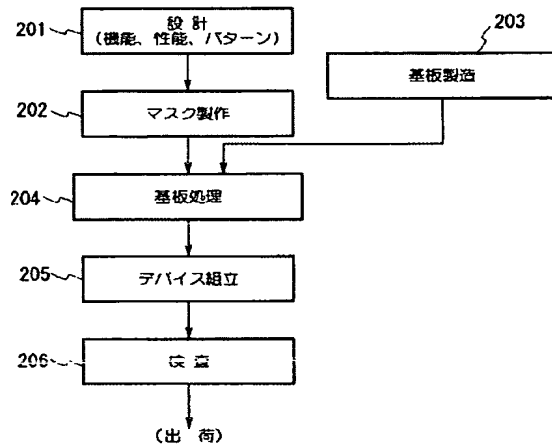 201
設 計
(機能、性能、パターン)
203
基板製造
202
マスク製作
204
基板処理
205
デバイス組立
206
検 査
(出 荷)